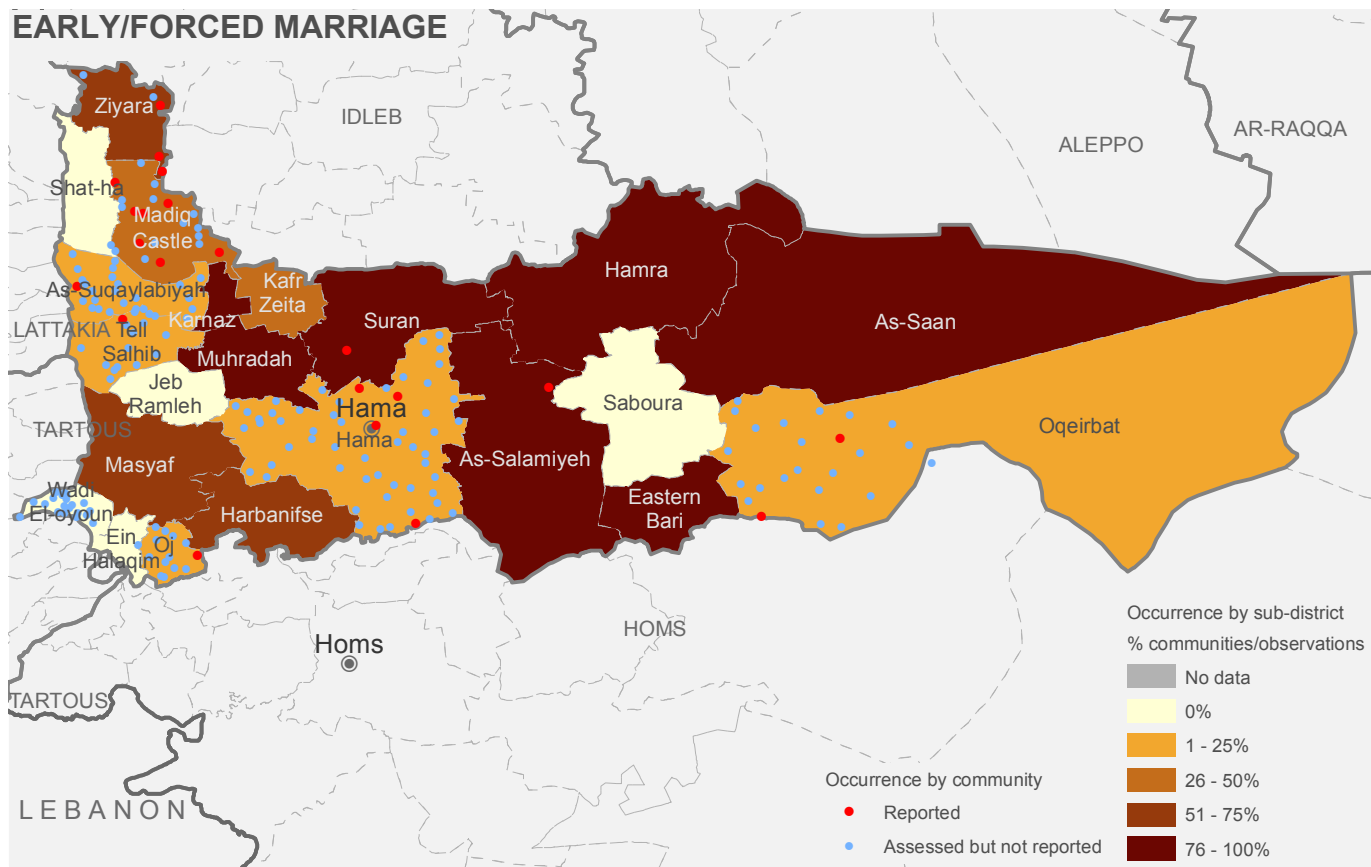 EARLY/FORCED MARRIAGE
Ziyara
IDLEB
ALEPPO
AR-RAQQA
Shat-ha
Madiq
Castle
Hamra
Kafr
Zeita
As-Suqaylabiyah
Karnaz
Suran
As-Saan
LATTAKIA
Tell
Salhib
Muhradah
Jeb
Ramleh
Saboura
Hama
Hama
Oqeirbat
TARTOUS
Masyaf
As-Salamiyeh
Wadi
El-oyoun
Harbanifse
Eastern
Bari
Ein
Halaqim
Oj
Homs
HOMS
TARTOUS
LEBANON
Occurrence by community
Reported
Assessed but not reported
Occurrence by sub-district
% communities/observations
No data
0%
1 - 25%
26 - 50%
51 - 75%
76 - 100%